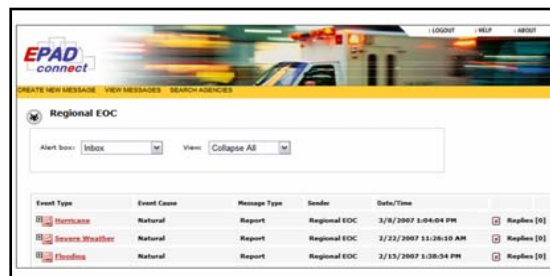 LOGOUT HELP ABOUT
EPAD
connect
CREATE NEW MESSAGE VIEW MESSAGES SEARCH AGENCIES
Regional EOC
Alert box: Inbox View: Collapse All
Event Type Event Cause Message Type Sender Date/Time
Hurricane Natural Report Regional EOC 3/8/2007 1:04:04 PM Replies [0]
Severe Weather Natural Report Regional EOC 2/22/2007 11:26:10 AM Replies [0]
Flooding Natural Report Regional EOC 2/15/2007 1:38:54 PM Replies [0]